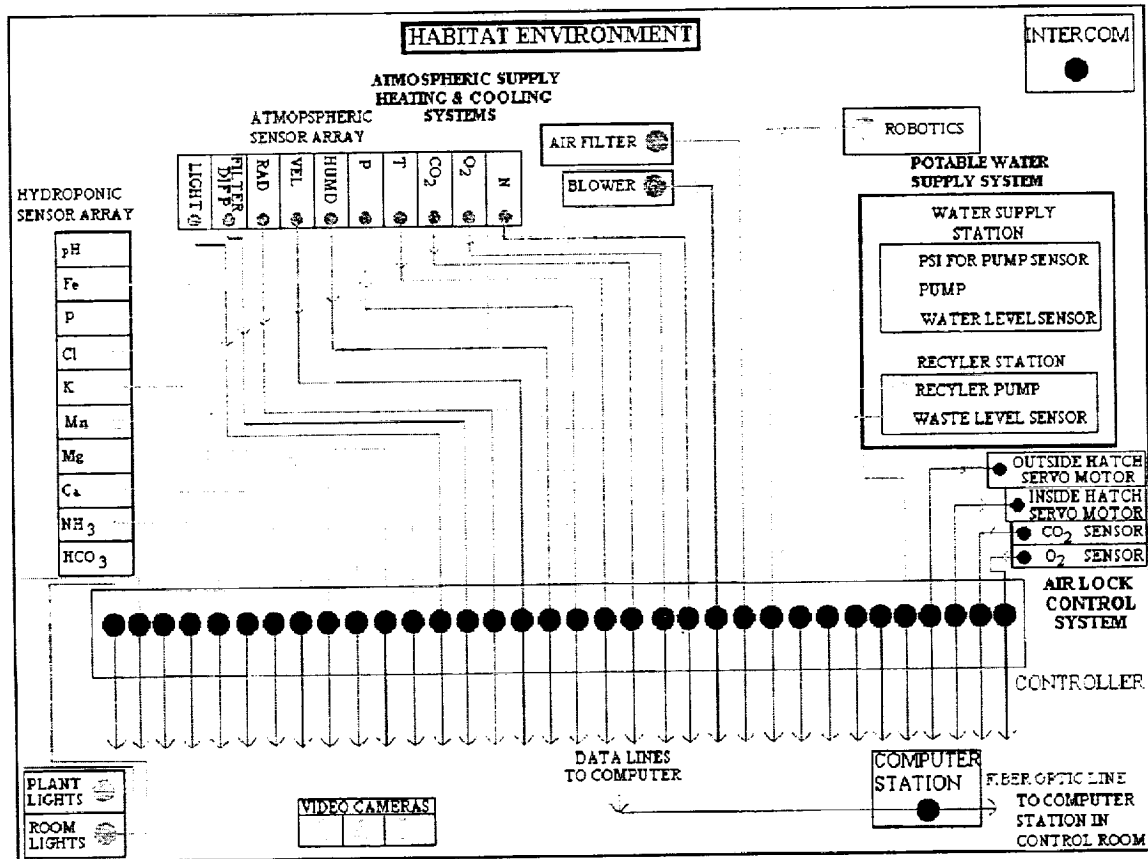 HABITAT ENVIRONMENT
INTERCOM
ATMOSPHERIC SUPPLY
HEATING & COOLING
SYSTEMS
ATMOPSPHERIC
SENSOR ARRAY
LIGHT
FILTER
DIFP
RAD
VEL
HUMD
P
T
CO2
O2
N
AIR FILTER
BLOWER
ROBOTICS
POTABLE WATER
SUPPLY SYSTEM
WATER SUPPLY
STATION
PSI FOR PUMP SENSOR
PUMP
WATER LEVEL SENSOR
RECYLER STATION
RECYLER PUMP
WASTE LEVEL SENSOR
HYDROPONIC
SENSOR ARRAY
pH
Fe
P
Cl
K
Mn
Mg
Ca
NH3
HCO3
OUTSIDE HATCH
SERVO MOTOR
INSIDE HATCH
SERVO MOTOR
CO2 SENSOR
O2 SENSOR
AIR LOCK
CONTROL
SYSTEM
CONTROLLER
DATA LINES
TO COMPUTER
COMPUTER
STATION
FIBER OPTIC LINE
TO COMPUTER
STATION IN
CONTROL ROOM
PLANT
LIGHTS
ROOM
LIGHTS
VIDEO CAMERAS